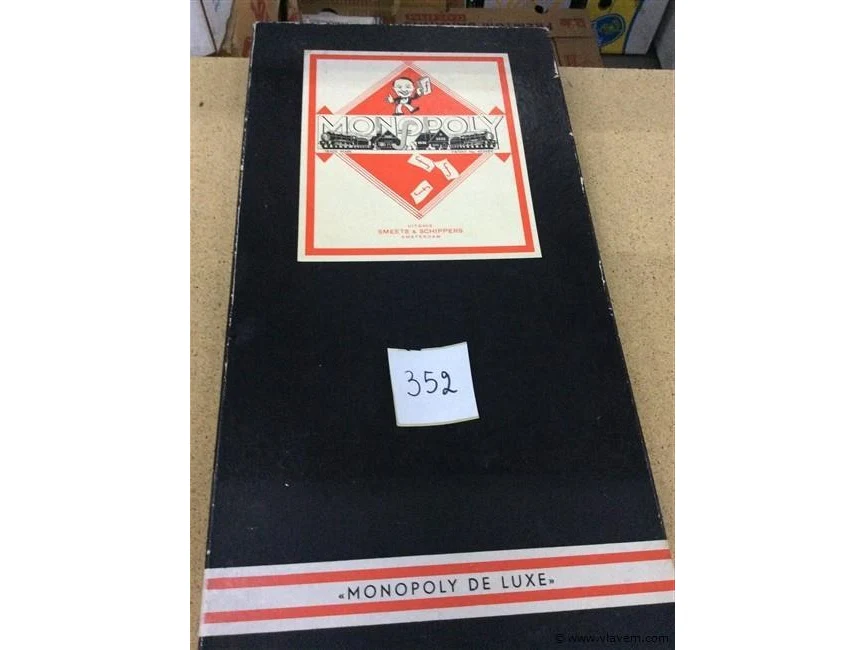 MONOPOLY
UITGAVE
SMEETS & SCHIPPERS
AMSTERDAM
352
«MONOPOLY DE LUXE»
© www.vlavem.com